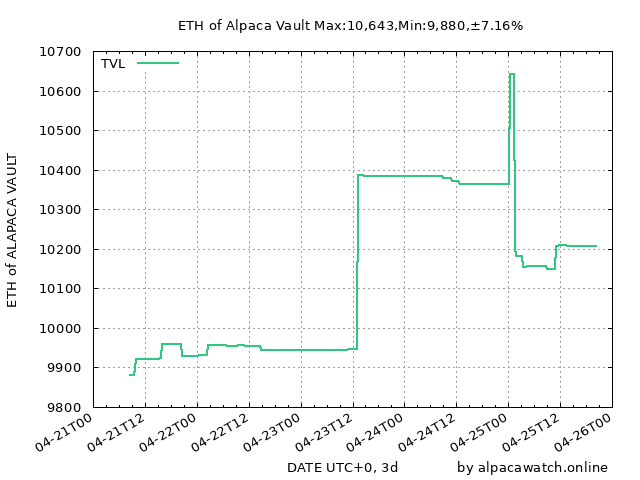 ETH of Alpaca Vault Max:10,643,Min:9,880,±7.16%
10700
TVL
10600
10500
10400
10300
10200
10100
10000
9900
9800
ETH of ALAPACA VAULT
04-21T00
04-21T12
04-22T00
04-22T12
04-23T00
04-23T12
04-24T00
04-24T12
04-25T00
04-25T12
04-26T00
DATE UTC+0, 3d
by alpacawatch.online